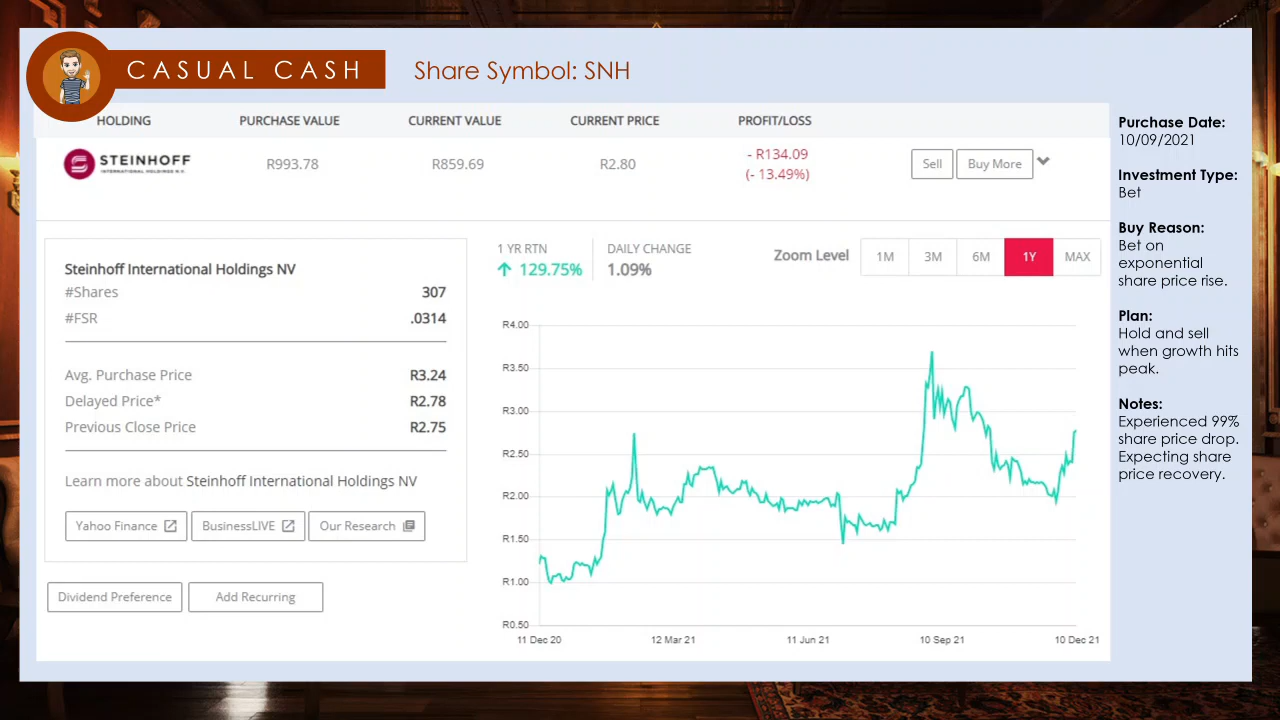 CASUAL CASH
Share Symbol: SNH
HOLDING PURCHASE VALUE CURRENT VALUE CURRENT PRICE PROFIT/LOSS
STEINHOFF
INTERNATIONAL HOLDINGS N.V.
R993.78 R859.69 R2.80
- R134.09
(- 13.49%)
Sell Buy More
Steinhoff International Holdings NV
#Shares 307
#FSR .0314
Avg. Purchase Price R3.24
Delayed Price* R2.78
Previous Close Price R2.75
Learn more about Steinhoff International Holdings NV
Yahoo Finance BusinessLIVE Our Research
Dividend Preference Add Recurring
1 YR RTN
129.75%
DAILY CHANGE
1.09%
Zoom Level 1M 3M 6M 1Y MAX
R4.00
R3.50
R3.00
R2.50
R2.00
R1.50
R1.00
R0.50
11 Dec 20 12 Mar 21 11 Jun 21 10 Sep 21 10 Dec 21
Purchase Date:
10/09/2021
Investment Type:
Bet
Buy Reason:
Bet on
exponential
share price rise.
Plan:
Hold and sell
when growth hits
peak.
Notes:
Experienced 99%
share price drop.
Expecting share
price recovery.